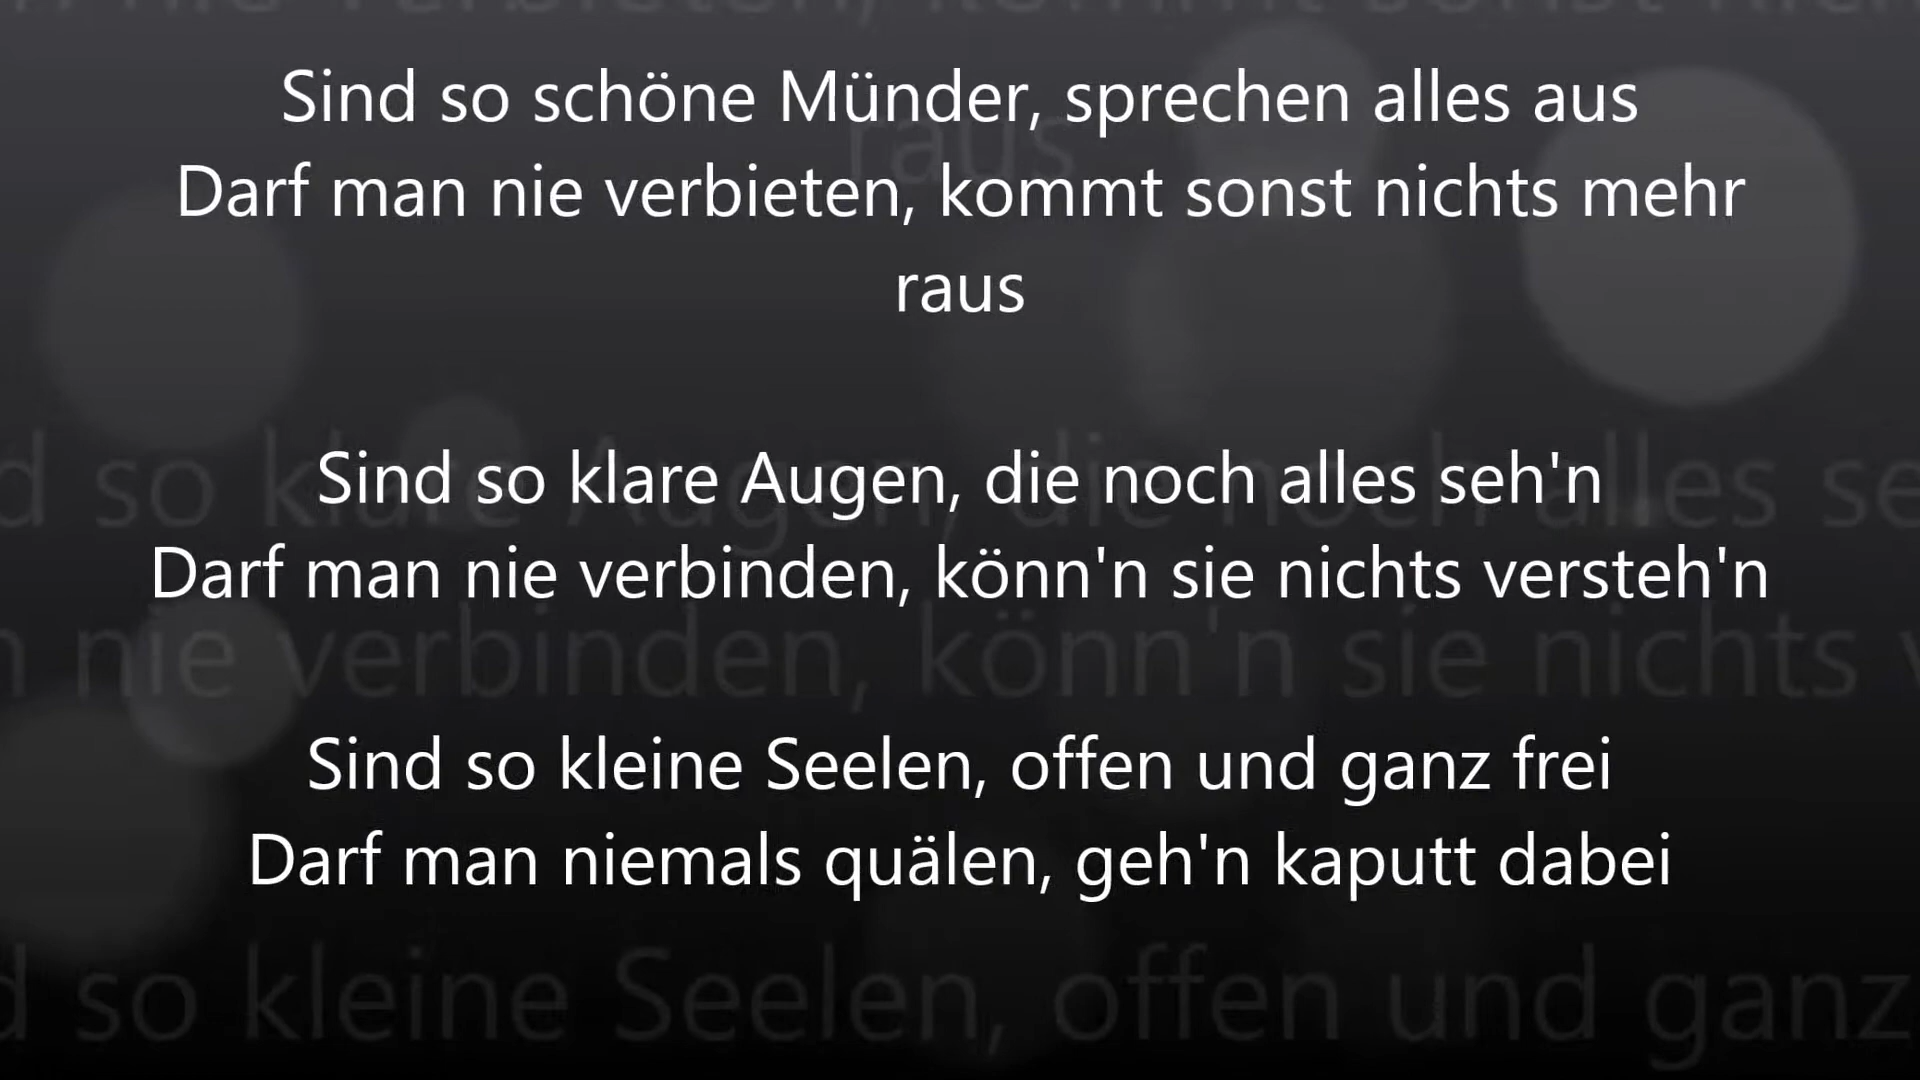 Sind so schöne Münder, sprechen alles aus
Darf man nie verbieten, kommt sonst nichts mehr
raus
Sind so klare Augen, die noch alles seh'n
Darf man nie verbinden, könn'n sie nichts versteh'n
Sind so kleine Seelen, offen und ganz frei
Darf man niemals quälen, geh'n kaputt dabei